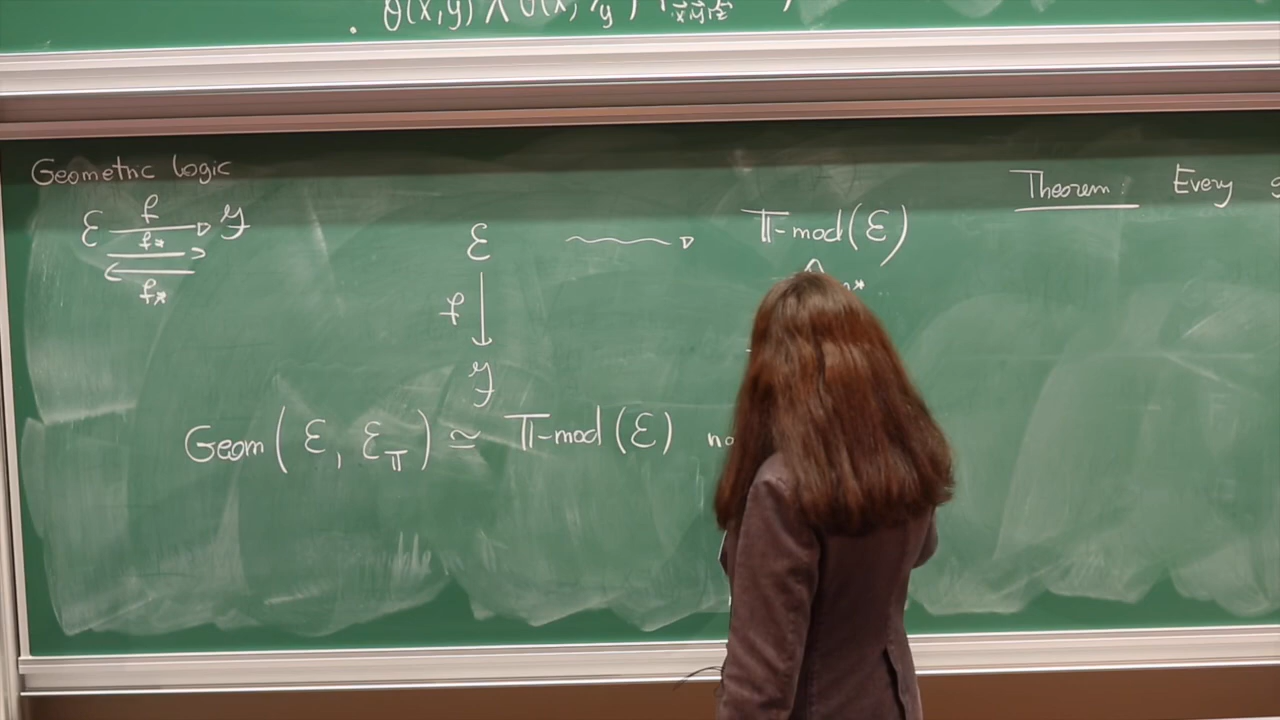 θ(x,y) ∧ θ(x,
Geometric logic
Theorem: Every
ℰ f→ 𝓕
f*
f*
ℰ ⇝ 𝕋-mod(ℰ)
f
𝓕
Geom(ℰ, ℰ_𝕋) ≃ 𝕋-mod(ℰ)